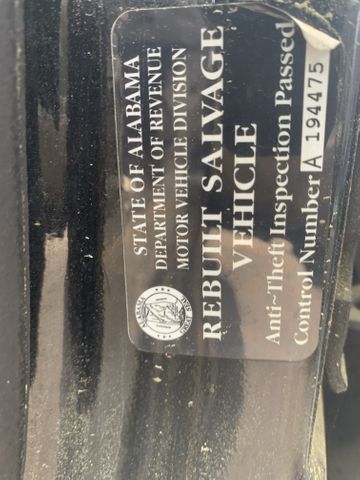 STATE OF ALABAMA
DEPARTMENT OF REVENUE
MOTOR VEHICLE DIVISION
REBUILT SALVAGE
VEHICLE
Anti~Theft Inspection Passed
Control Number A 194475